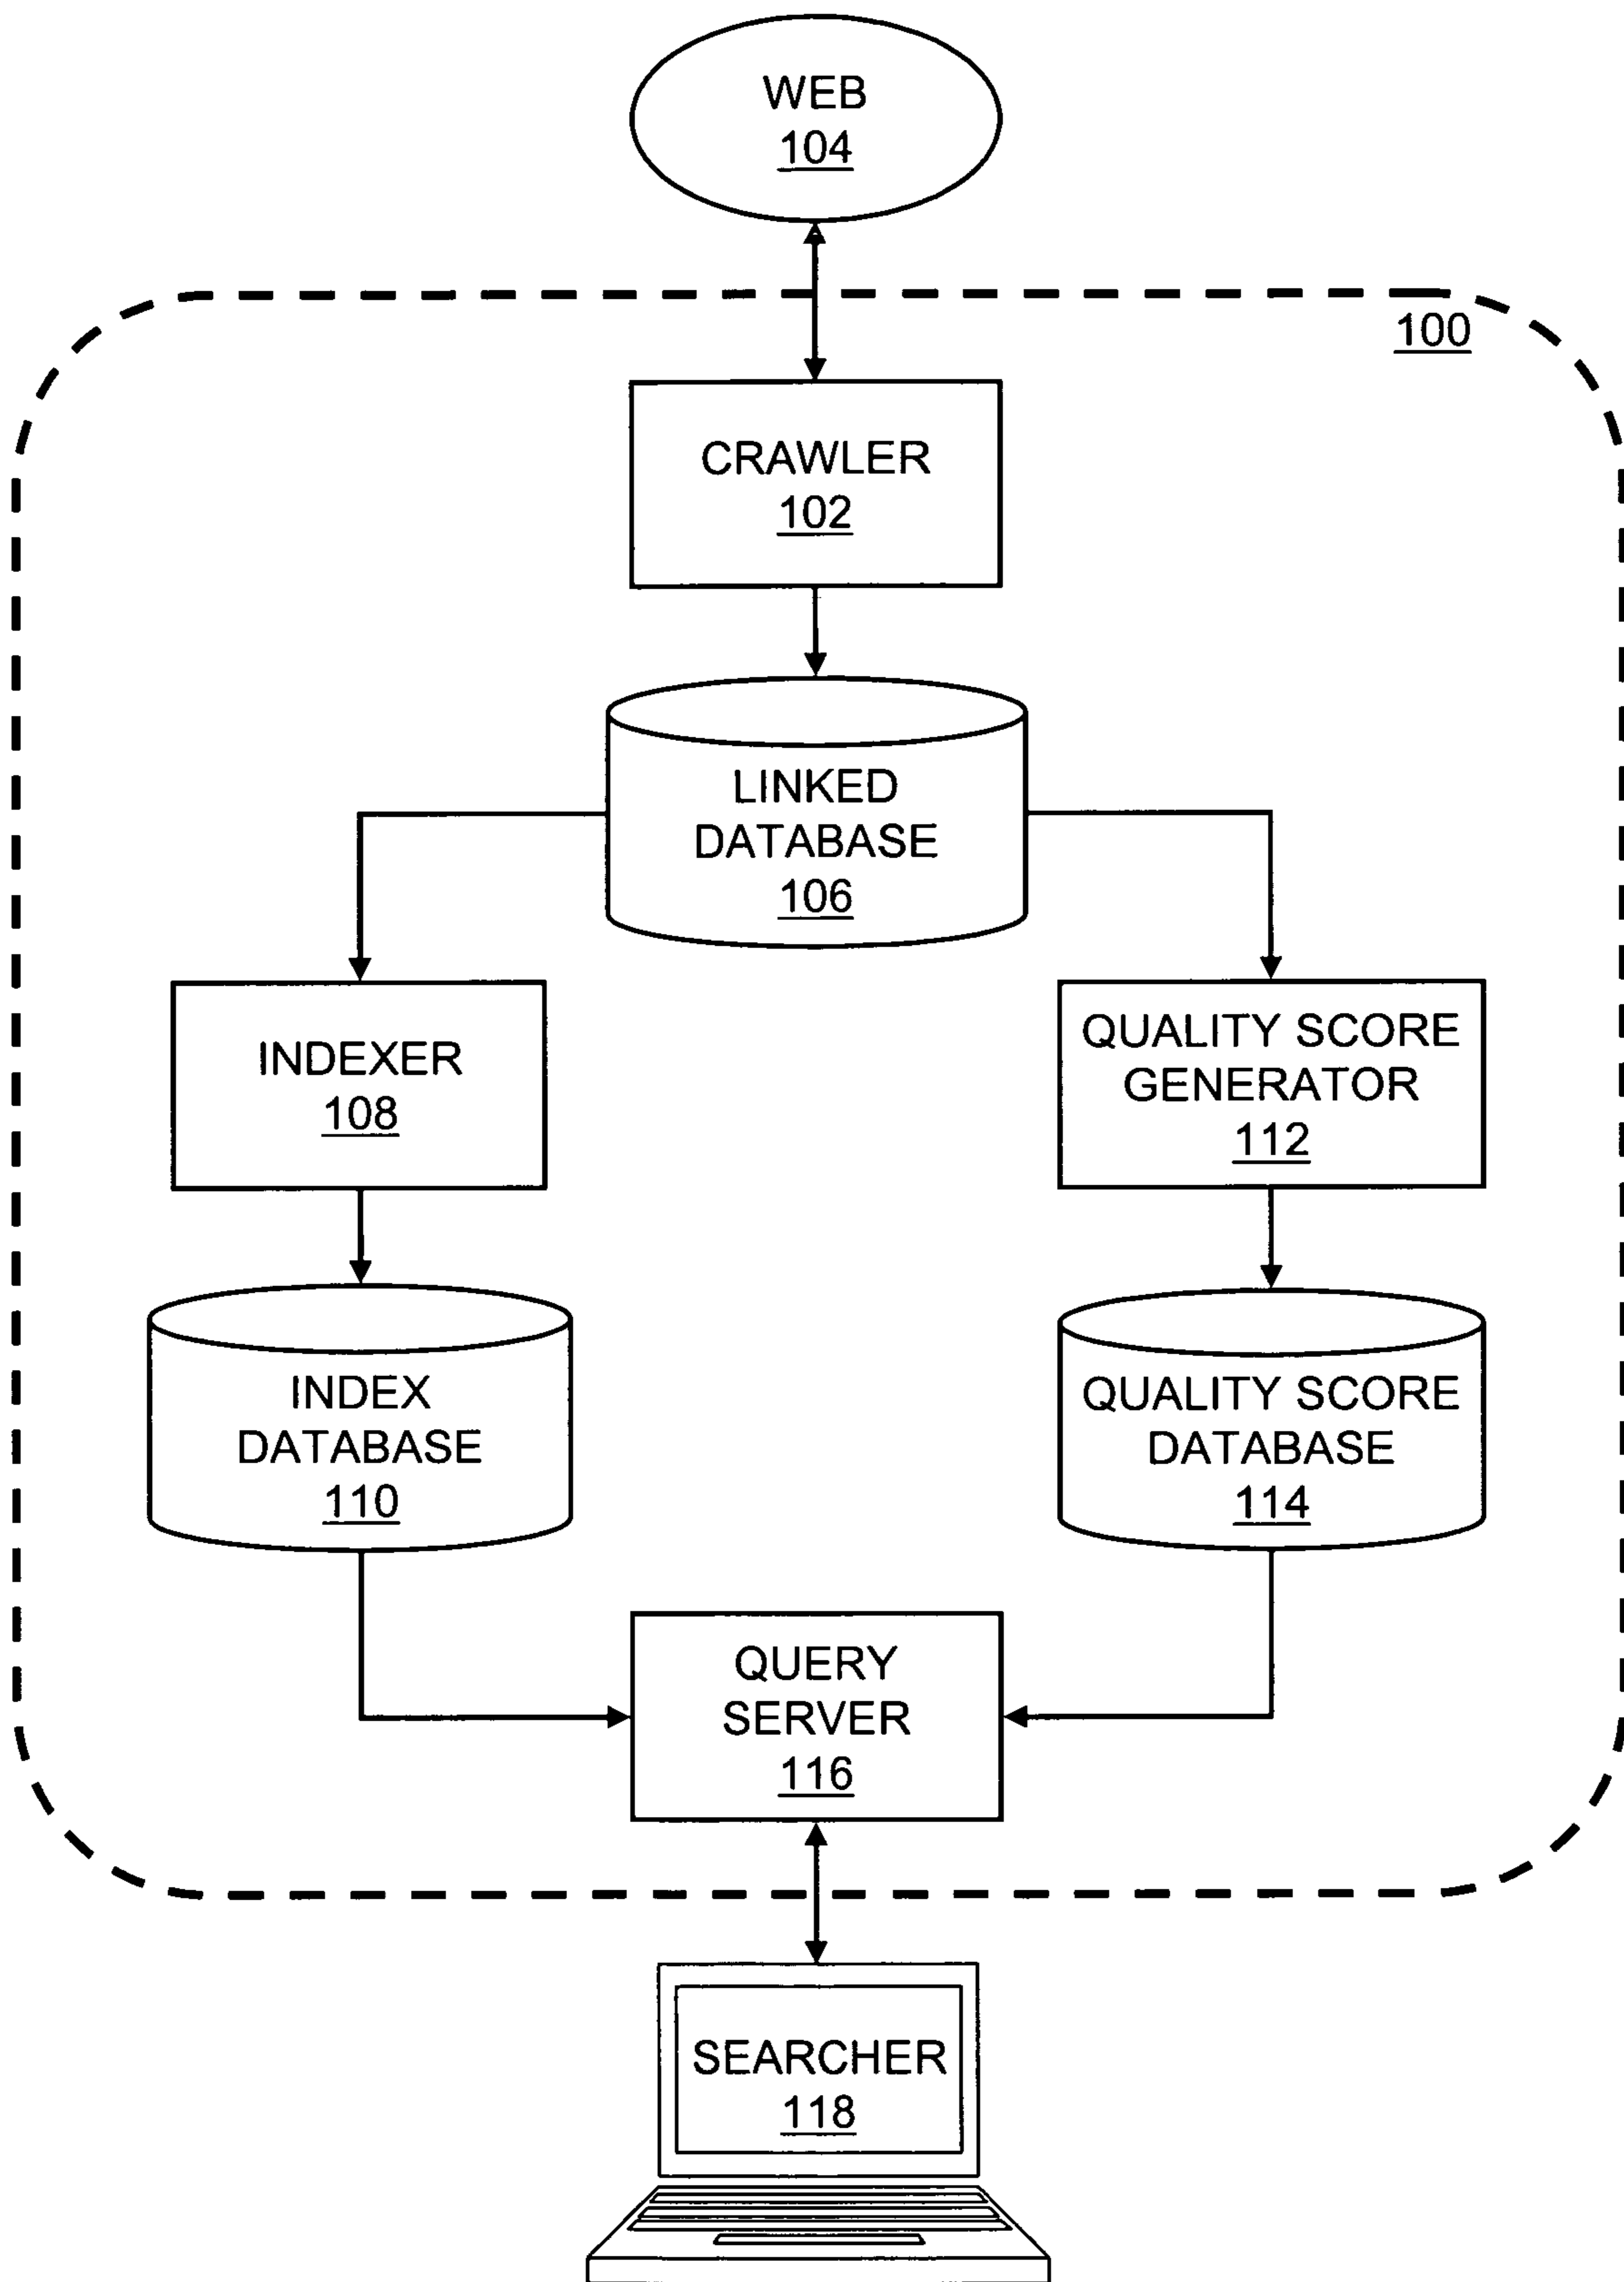 WEB
104
100
CRAWLER
102
LINKED
DATABASE
106
INDEXER
108
QUALITY SCORE
GENERATOR
112
INDEX
DATABASE
110
QUALITY SCORE
DATABASE
114
QUERY
SERVER
116
SEARCHER
118